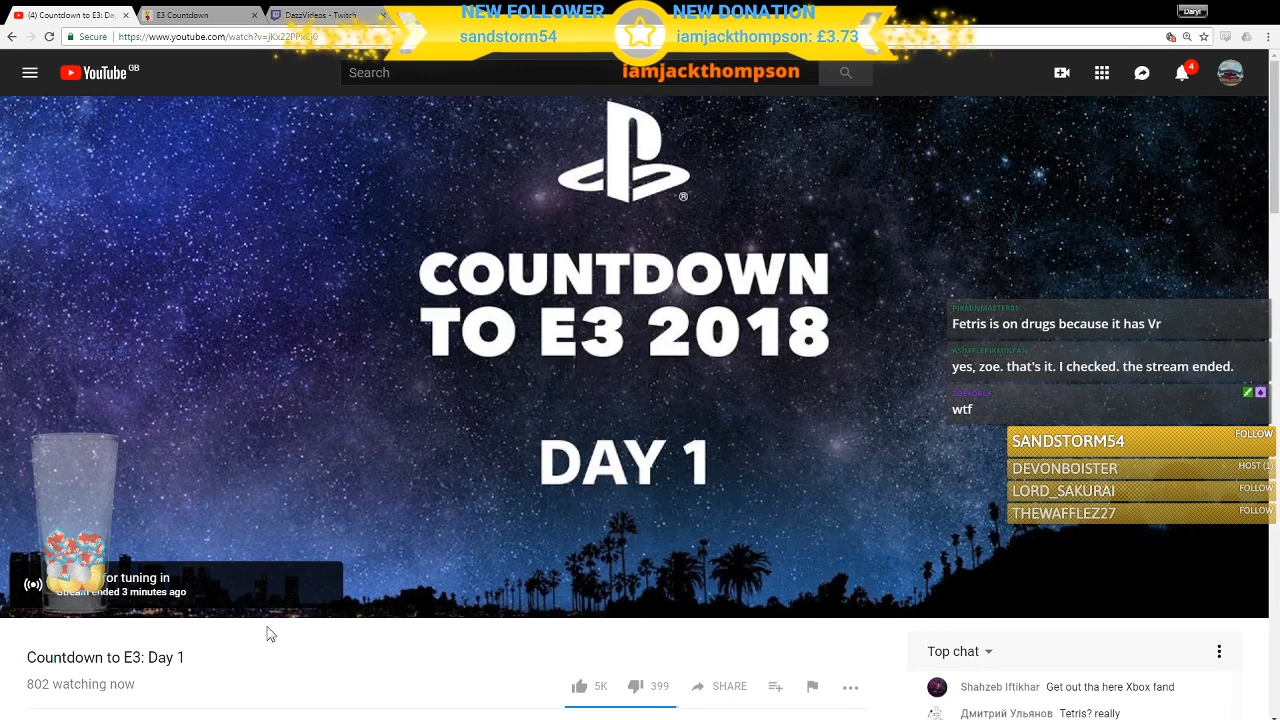 (4) Countdown to E3: Da
E3 Countdown
DazzVideos - Twitch
Daryl
NEW FOLLOWER
NEW DONATION
sandstorm54
iamjackthompson: £3.73
Secure
https://www.youtube.com/watch?v=
YouTube GB
Search
iamjackthompson
4
COUNTDOWN
TO E3 2018
DAY 1
PIKMINMASTER01
Fetris is on drugs because it has Vr
ASIMPLEPIKMINFAN
yes, zoe. that's it. I checked. the stream ended.
wtf
SANDSTORM54 FOLLOW
DEVONBOISTER HOST (1)
LORD_SAKURAI FOLLOW
THEWAFFLEZ27 FOLLOW
for tuning in
Stream ended 3 minutes ago
Countdown to E3: Day 1
802 watching now
5K
399
SHARE
Top chat
Shahzeb Iftikhar Get out tha here Xbox fand
Дмитрий Ульянов Tetris? really